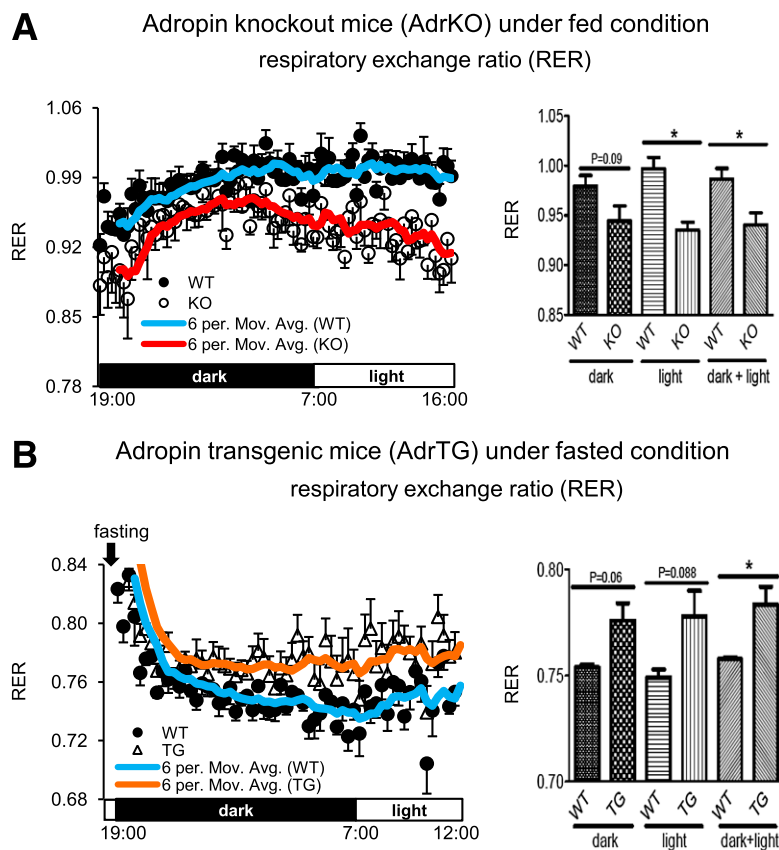 A
Adropin knockout mice (AdrKO) under fed condition
respiratory exchange ratio (RER)
1.06
0.99
0.92
0.85
0.78
RER
WT
KO
6 per. Mov. Avg. (WT)
6 per. Mov. Avg. (KO)
dark
light
19:00
7:00
16:00
1.05
1.00
0.95
0.90
0.85
RER
P=0.09
*
*
WT
KO
WT
KO
WT
KO
dark
light
dark + light
B
Adropin transgenic mice (AdrTG) under fasted condition
respiratory exchange ratio (RER)
fasting
0.84
0.80
0.76
0.72
0.68
RER
WT
TG
6 per. Mov. Avg. (WT)
6 per. Mov. Avg. (TG)
dark
light
19:00
7:00
12:00
0.80
0.75
0.70
RER
P=0.06
P=0.088
*
WT
TG
WT
TG
WT
TG
dark
light
dark+light